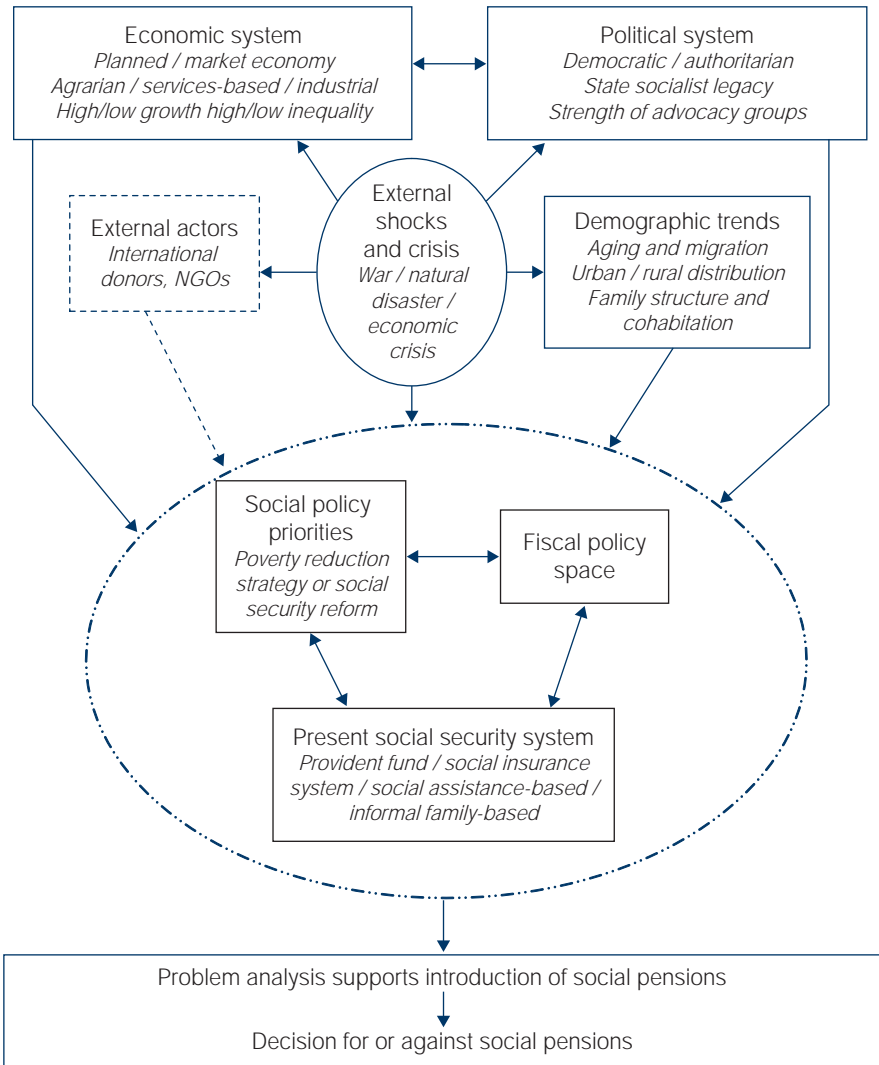 Economic system
Planned / market economy
Agrarian / services-based / industrial
High/low growth high/low inequality
Political system
Democratic / authoritarian
State socialist legacy
Strength of advocacy groups
External actors
International
donors, NGOs
External
shocks
and crisis
War / natural
disaster /
economic
crisis
Demographic trends
Aging and migration
Urban / rural distribution
Family structure and
cohabitation
Social policy
priorities
Poverty reduction
strategy or social
security reform
Fiscal policy
space
Present social security system
Provident fund / social insurance
system / social assistance-based /
informal family-based
Problem analysis supports introduction of social pensions
Decision for or against social pensions